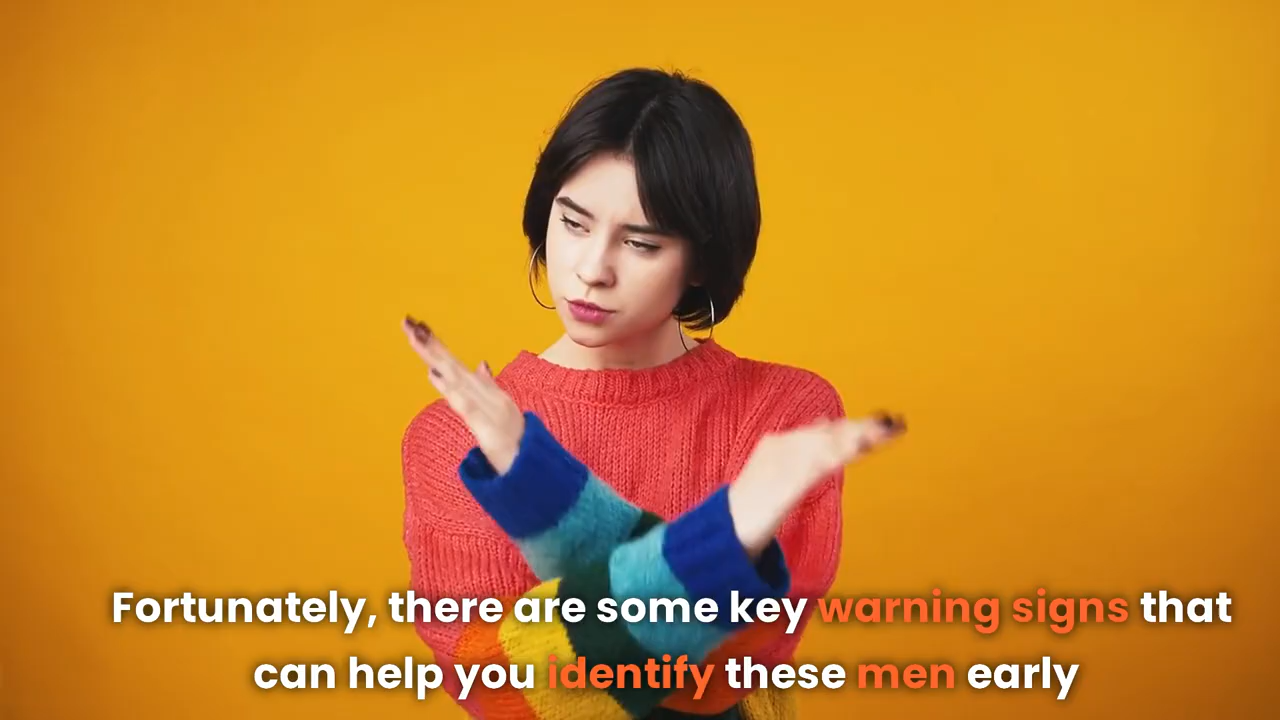 Fortunately, there are some key warning signs that
can help you identify these men early